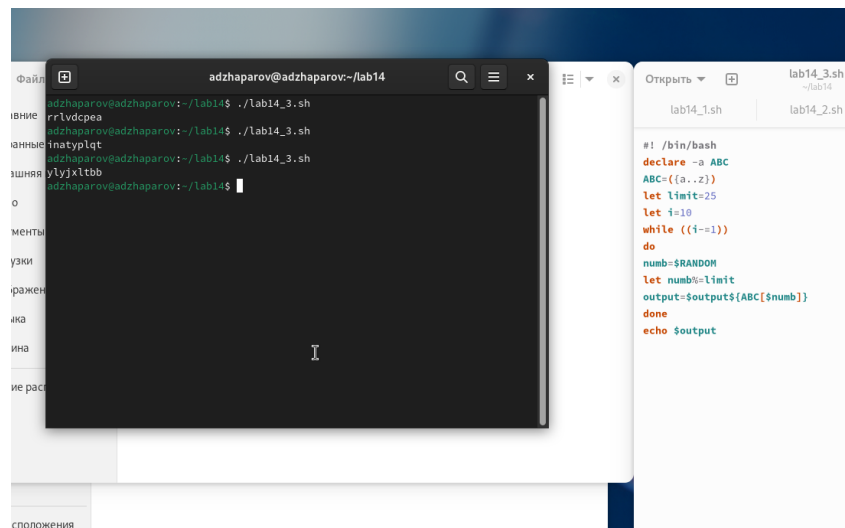 Файл
adzhaparov@adzhaparov:~/lab14
adzhaparov@adzhaparov:~/lab14$ ./lab14_3.sh
rrlvdcpea
adzhaparov@adzhaparov:~/lab14$ ./lab14_3.sh
inatyplqt
adzhaparov@adzhaparov:~/lab14$ ./lab14_3.sh
ylyjxltbb
adzhaparov@adzhaparov:~/lab14$
Открыть
lab14_3.sh
~/lab14
lab14_1.sh
lab14_2.sh
#! /bin/bash
declare -a ABC
ABC=({a..z})
let limit=25
let i=10
while ((i-=1))
do
numb=$RANDOM
let numb%=limit
output=$output${ABC[$numb]}
done
echo $output